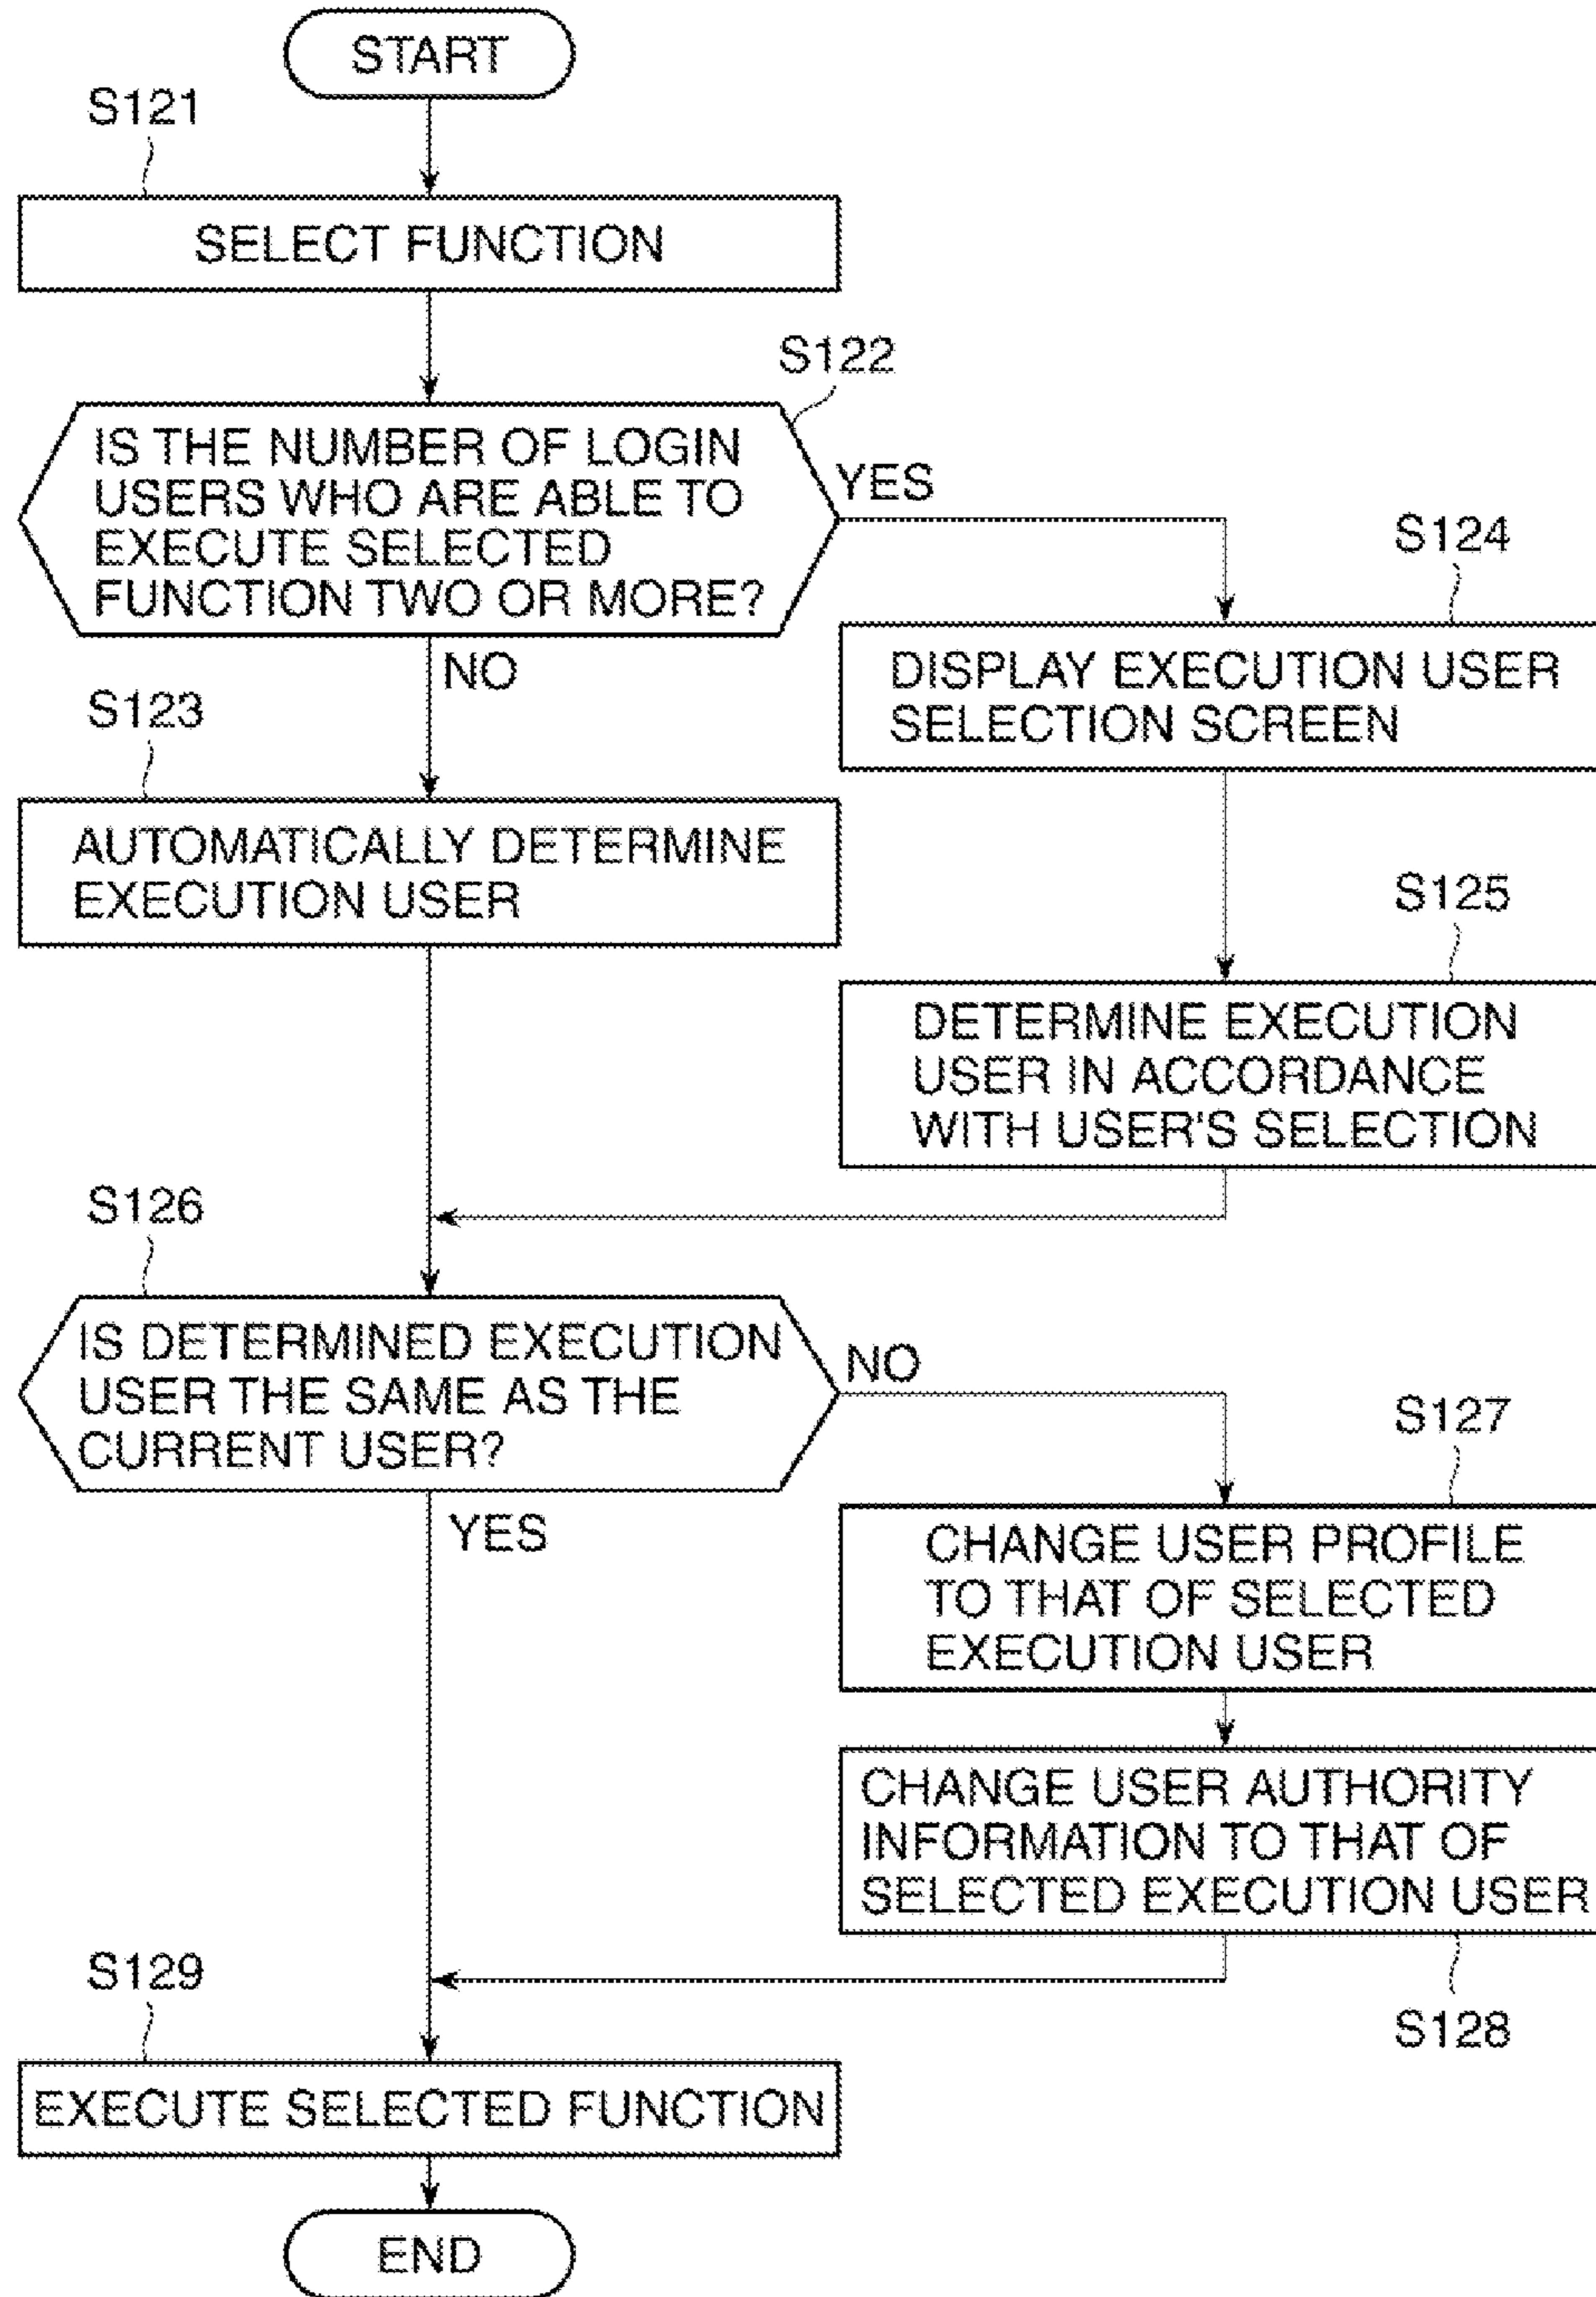 START
S121
SELECT FUNCTION
S122
IS THE NUMBER OF LOGIN
USERS WHO ARE ABLE TO
EXECUTE SELECTED
FUNCTION TWO OR MORE?
YES
NO
S124
DISPLAY EXECUTION USER
SELECTION SCREEN
S123
AUTOMATICALLY DETERMINE
EXECUTION USER
S125
DETERMINE EXECUTION
USER IN ACCORDANCE
WITH USER'S SELECTION
S126
IS DETERMINED EXECUTION
USER THE SAME AS THE
CURRENT USER?
NO
YES
S127
CHANGE USER PROFILE
TO THAT OF SELECTED
EXECUTION USER
CHANGE USER AUTHORITY
INFORMATION TO THAT OF
SELECTED EXECUTION USER
S128
S129
EXECUTE SELECTED FUNCTION
END